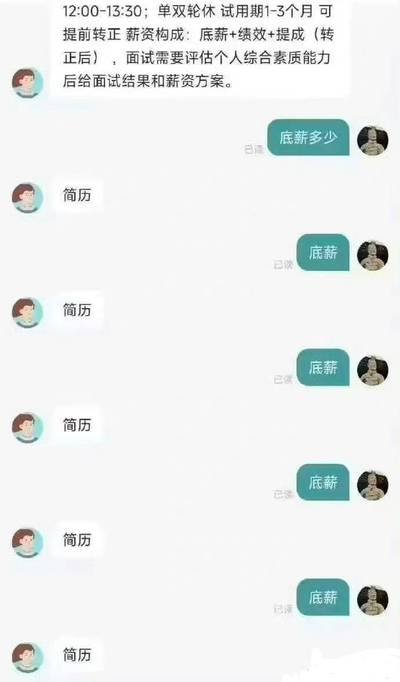 12:00-13:30；单双轮休 试用期1-3个月 可
提前转正 薪资构成：底薪+绩效+提成（转
正后），面试需要评估个人综合素质能力
后给面试结果和薪资方案。
底薪多少
已读
简历
底薪
已读
简历
底薪
已读
简历
底薪
已读
简历
底薪
已读
简历